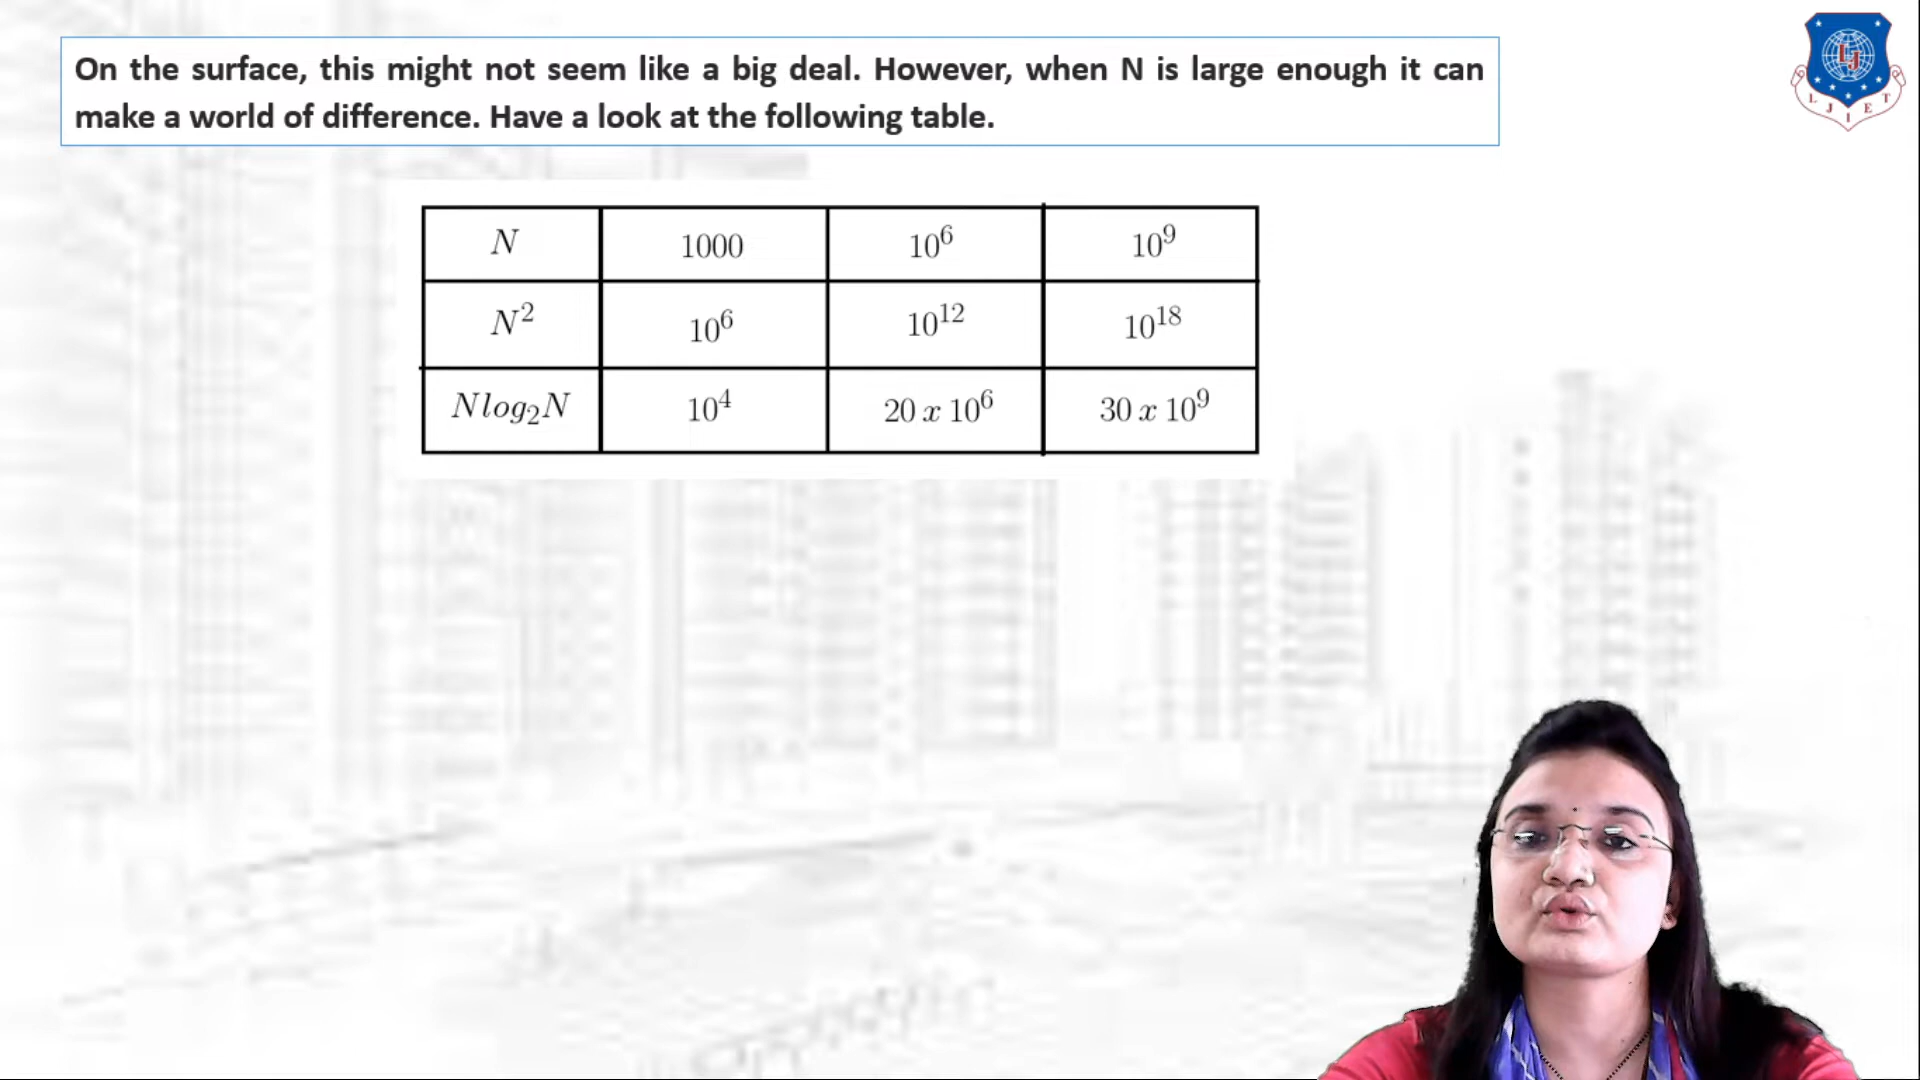 On the surface, this might not seem like a big deal. However, when N is large enough it can
make a world of difference. Have a look at the following table.
N 1000 10^6 10^9
N^2 10^6 10^12 10^18
Nlog_2N 10^4 20 x 10^6 30 x 10^9
LJ
L J I E T